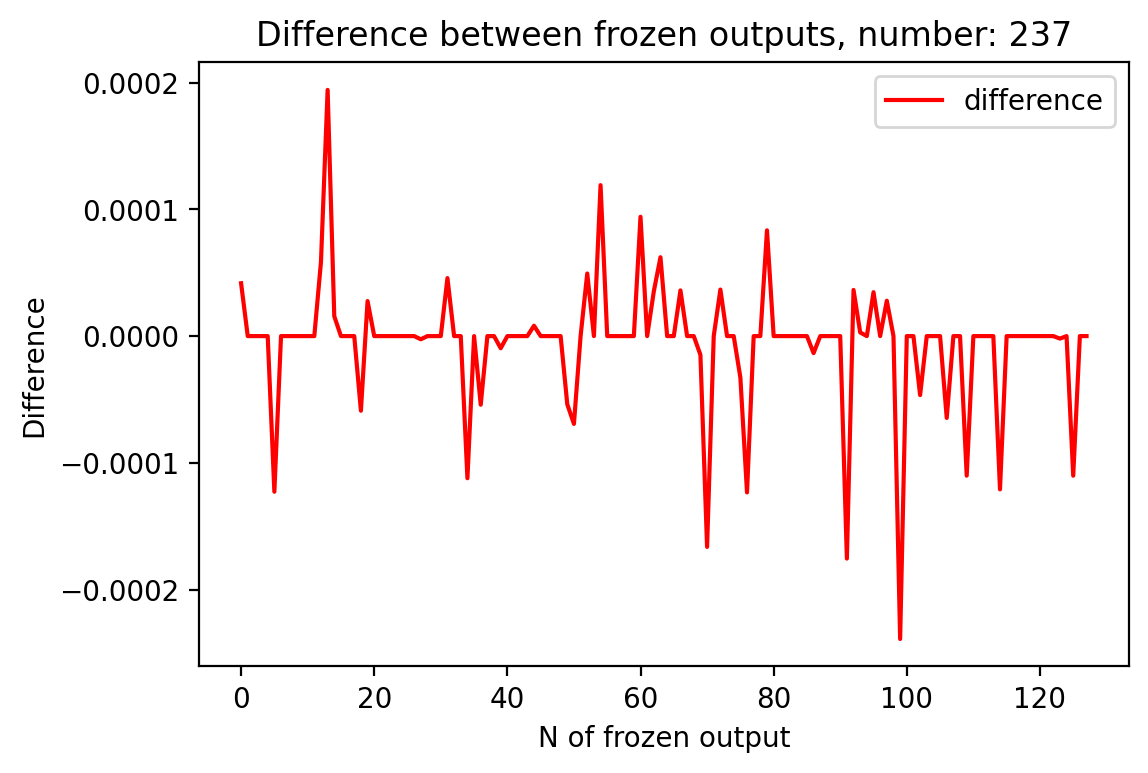 Difference between frozen outputs, number: 237
difference
Difference
0.0002
0.0001
0.0000
−0.0001
−0.0002
0 20 40 60 80 100 120
N of frozen output